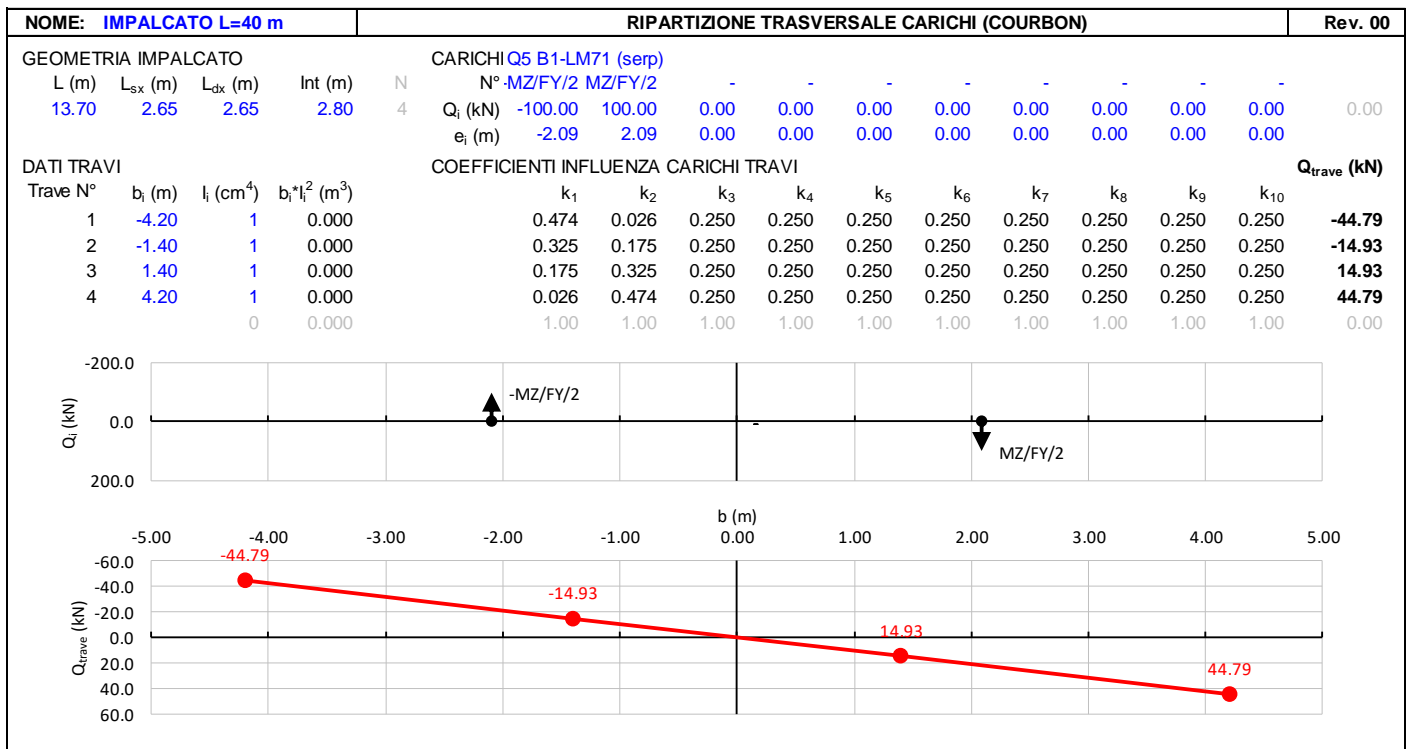 NOME: IMPALCATO L=40 m RIPARTIZIONE TRASVERSALE CARICHI (COURBON) Rev. 00
GEOMETRIA IMPALCATO CARICHI Q5 B1-LM71 (serp)
L (m) Lsx (m) Ldx (m) Int (m) N N° -MZ/FY/2 MZ/FY/2 - - - - - - - -
13.70 2.65 2.65 2.80 4 Qi (kN) -100.00 100.00 0.00 0.00 0.00 0.00 0.00 0.00 0.00 0.00 0.00
ei (m) -2.09 2.09 0.00 0.00 0.00 0.00 0.00 0.00 0.00 0.00
DATI TRAVI COEFFICIENTI INFLUENZA CARICHI TRAVI Qtrave (kN)
Trave N° bi (m) Ii (cm4) bi*Ii2 (m3) k1 k2 k3 k4 k5 k6 k7 k8 k9 k10
1 -4.20 1 0.000 0.474 0.026 0.250 0.250 0.250 0.250 0.250 0.250 0.250 0.250 -44.79
2 -1.40 1 0.000 0.325 0.175 0.250 0.250 0.250 0.250 0.250 0.250 0.250 0.250 -14.93
3 1.40 1 0.000 0.175 0.325 0.250 0.250 0.250 0.250 0.250 0.250 0.250 0.250 14.93
4 4.20 1 0.000 0.026 0.474 0.250 0.250 0.250 0.250 0.250 0.250 0.250 0.250 44.79
0 0.000 1.00 1.00 1.00 1.00 1.00 1.00 1.00 1.00 1.00 1.00 0.00
-200.0
-MZ/FY/2
Qi (kN)
0.0
-
MZ/FY/2
200.0
b (m)
-5.00 -4.00 -3.00 -2.00 -1.00 0.00 1.00 2.00 3.00 4.00 5.00
-60.0
-40.0
-20.0
0.0
20.0
40.0
60.0
Qtrave (kN)
-44.79
-14.93
14.93
44.79